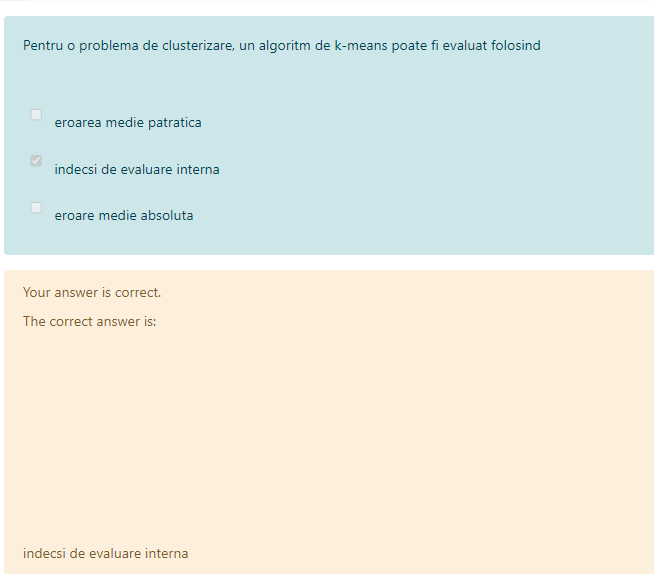 Pentru o problema de clusterizare, un algoritm de k-means poate fi evaluat folosind
eroarea medie patratica
indecsi de evaluare interna
eroare medie absoluta
Your answer is correct.
The correct answer is:
indecsi de evaluare interna